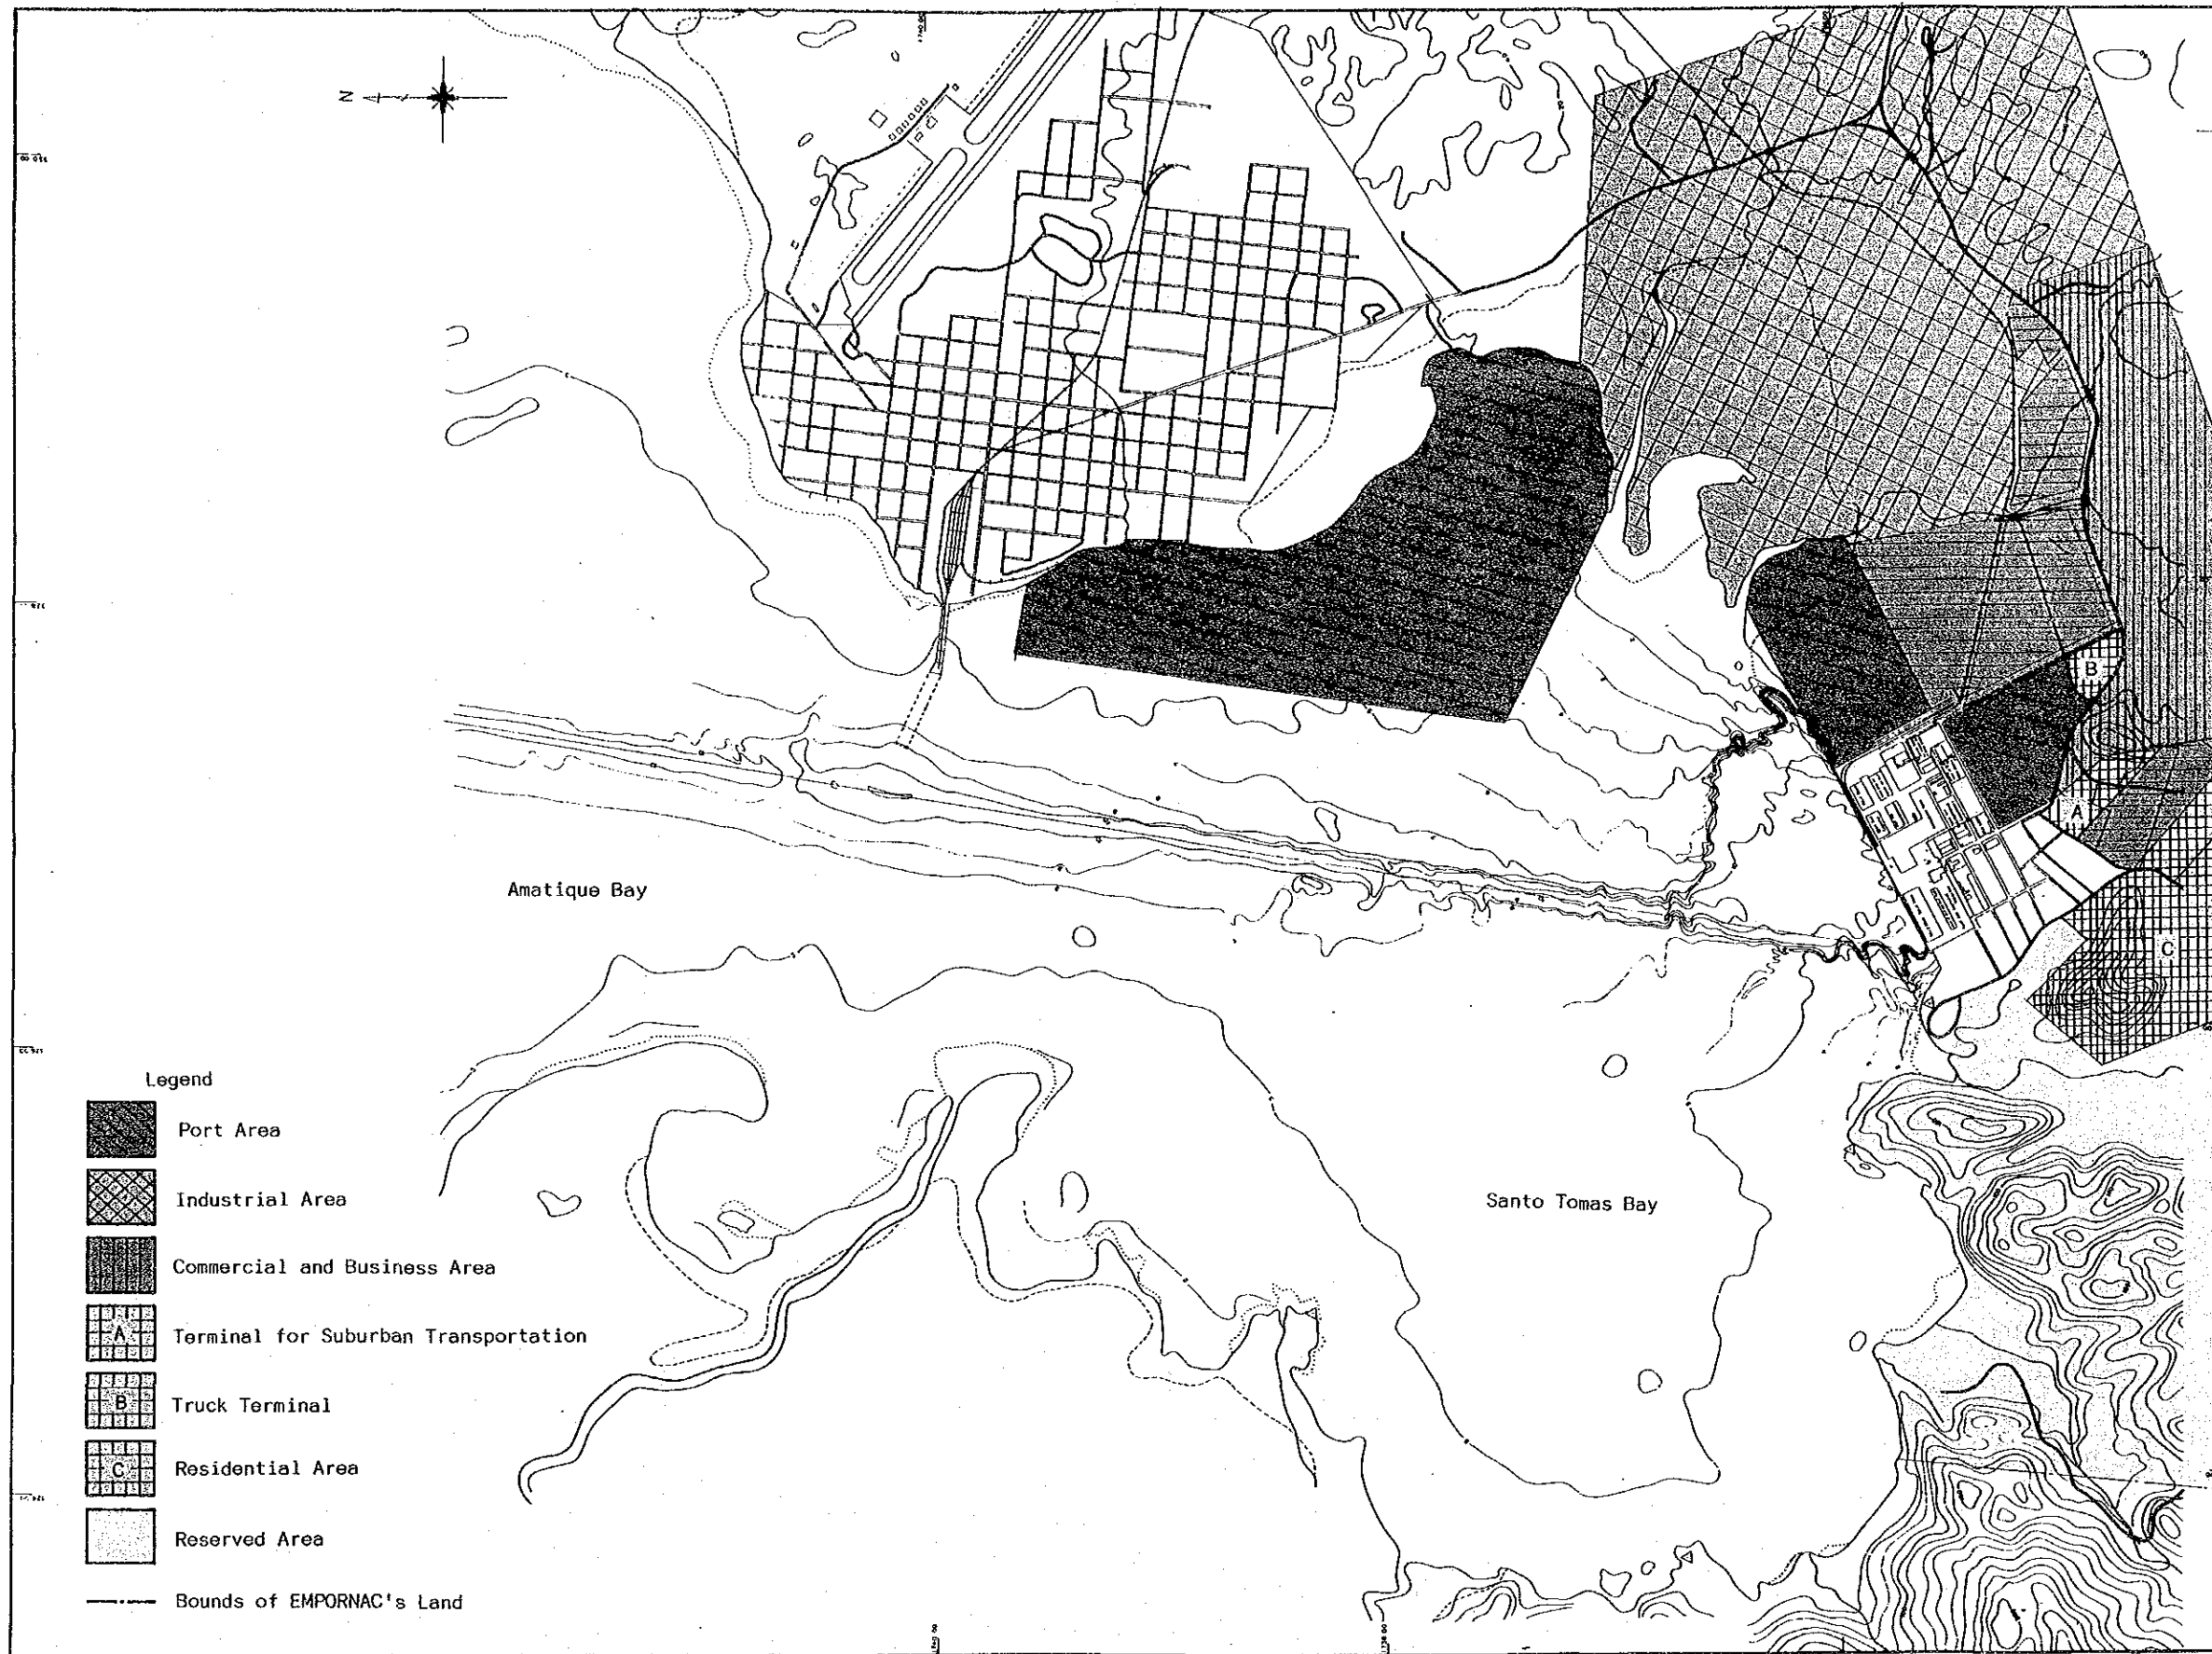 N
Amatique Bay
B
A
C
Legend
Port Area
Industrial Area
Santo Tomas Bay
Commercial and Business Area
A
Terminal for Suburban Transportation
B
Truck Terminal
C
Residential Area
Reserved Area
Bounds of EMPORNAC's Land